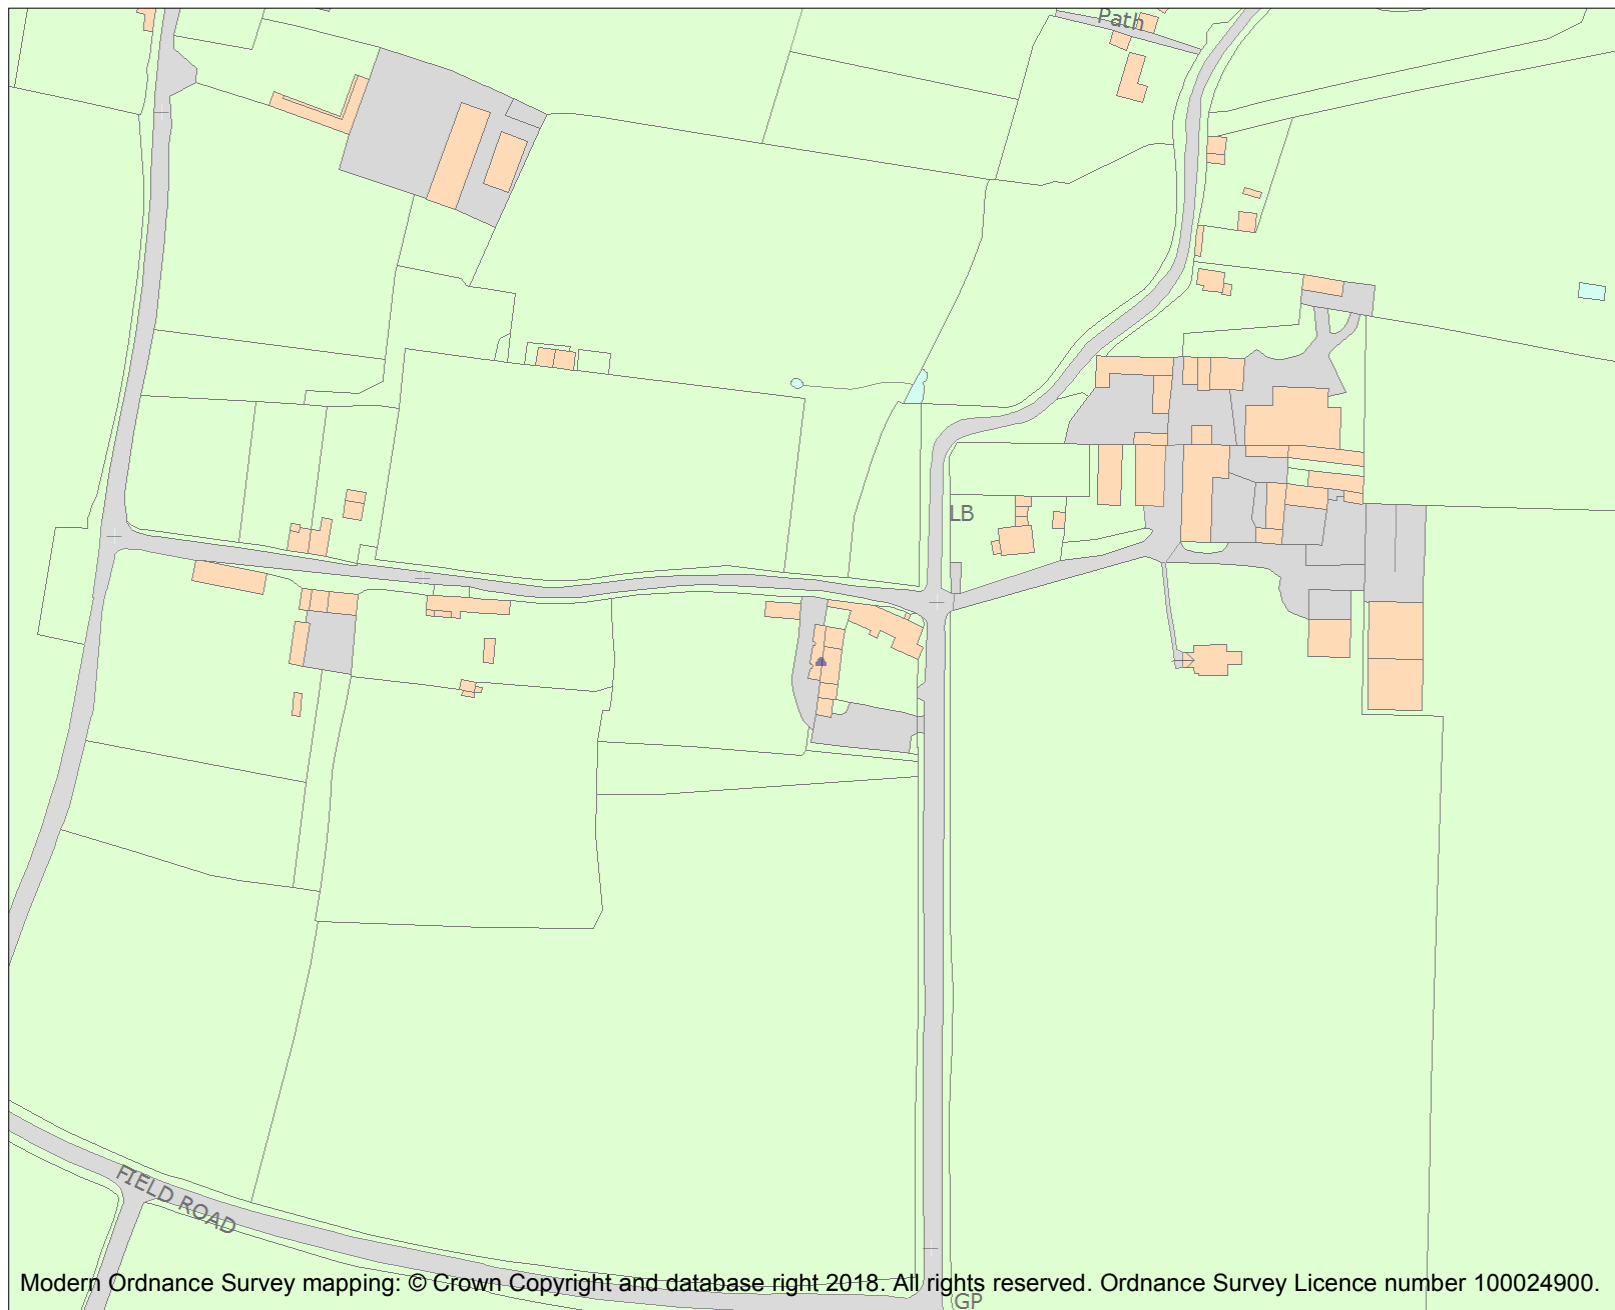 Path
LB
FIELD ROAD
Modern Ordnance Survey mapping: © Crown Copyright and database right 2018. All rights reserved. Ordnance Survey Licence number 100024900.
GP